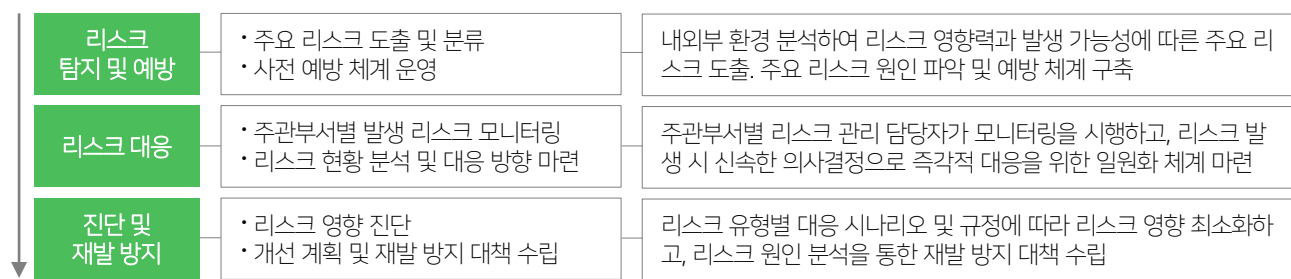 리스크
탐지 및 예방
• 주요 리스크 도출 및 분류
• 사전 예방 체계 운영
내외부 환경 분석하여 리스크 영향력과 발생 가능성에 따른 주요 리
스크 도출. 주요 리스크 원인 파악 및 예방 체계 구축
리스크 대응
• 주관부서별 발생 리스크 모니터링
• 리스크 현황 분석 및 대응 방향 마련
주관부서별 리스크 관리 담당자가 모니터링을 시행하고, 리스크 발
생 시 신속한 의사결정으로 즉각적 대응을 위한 일원화 체계 마련
진단 및
재발 방지
• 리스크 영향 진단
• 개선 계획 및 재발 방지 대책 수립
리스크 유형별 대응 시나리오 및 규정에 따라 리스크 영향 최소화하
고, 리스크 원인 분석을 통한 재발 방지 대책 수립